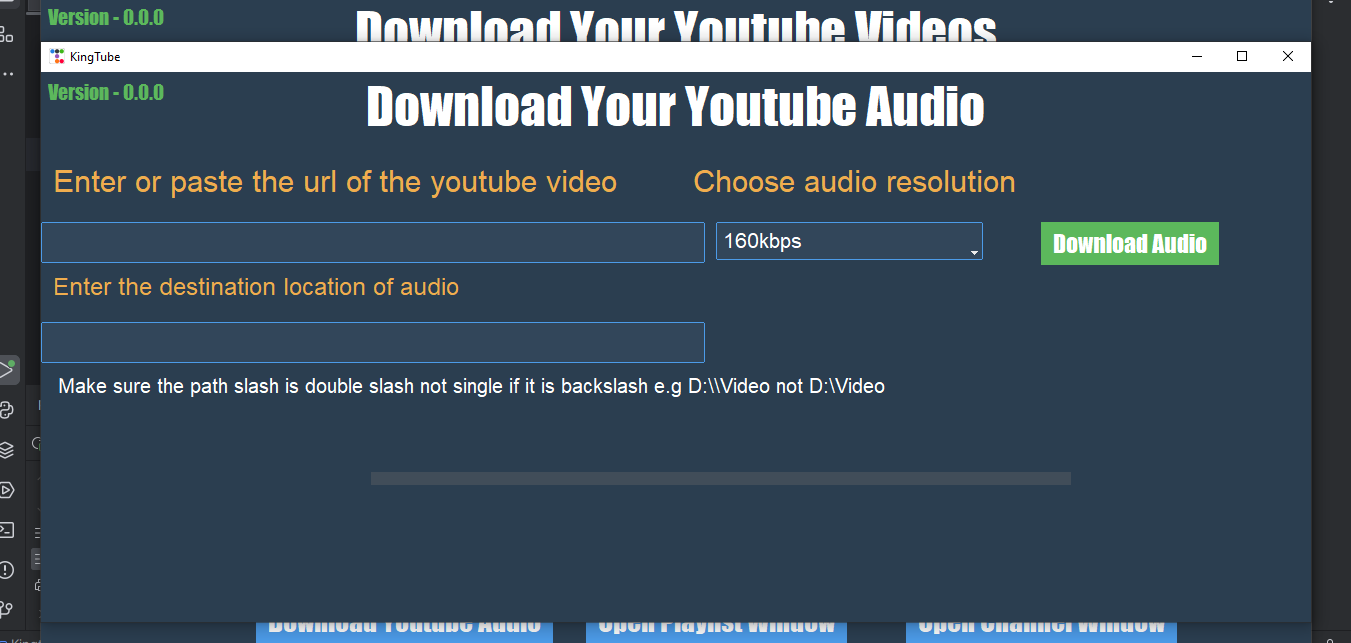 Version - 0.0.0
Download Your Youtube Videos
KingTube
Version - 0.0.0
Download Your Youtube Audio
Enter or paste the url of the youtube video
Choose audio resolution
160kbps
Download Audio
Enter the destination location of audio
Make sure the path slash is double slash not single if it is backslash e.g D:\\Video not D:\Video
Download Youtube Audio
Open Playlist Window
Open Channel Window